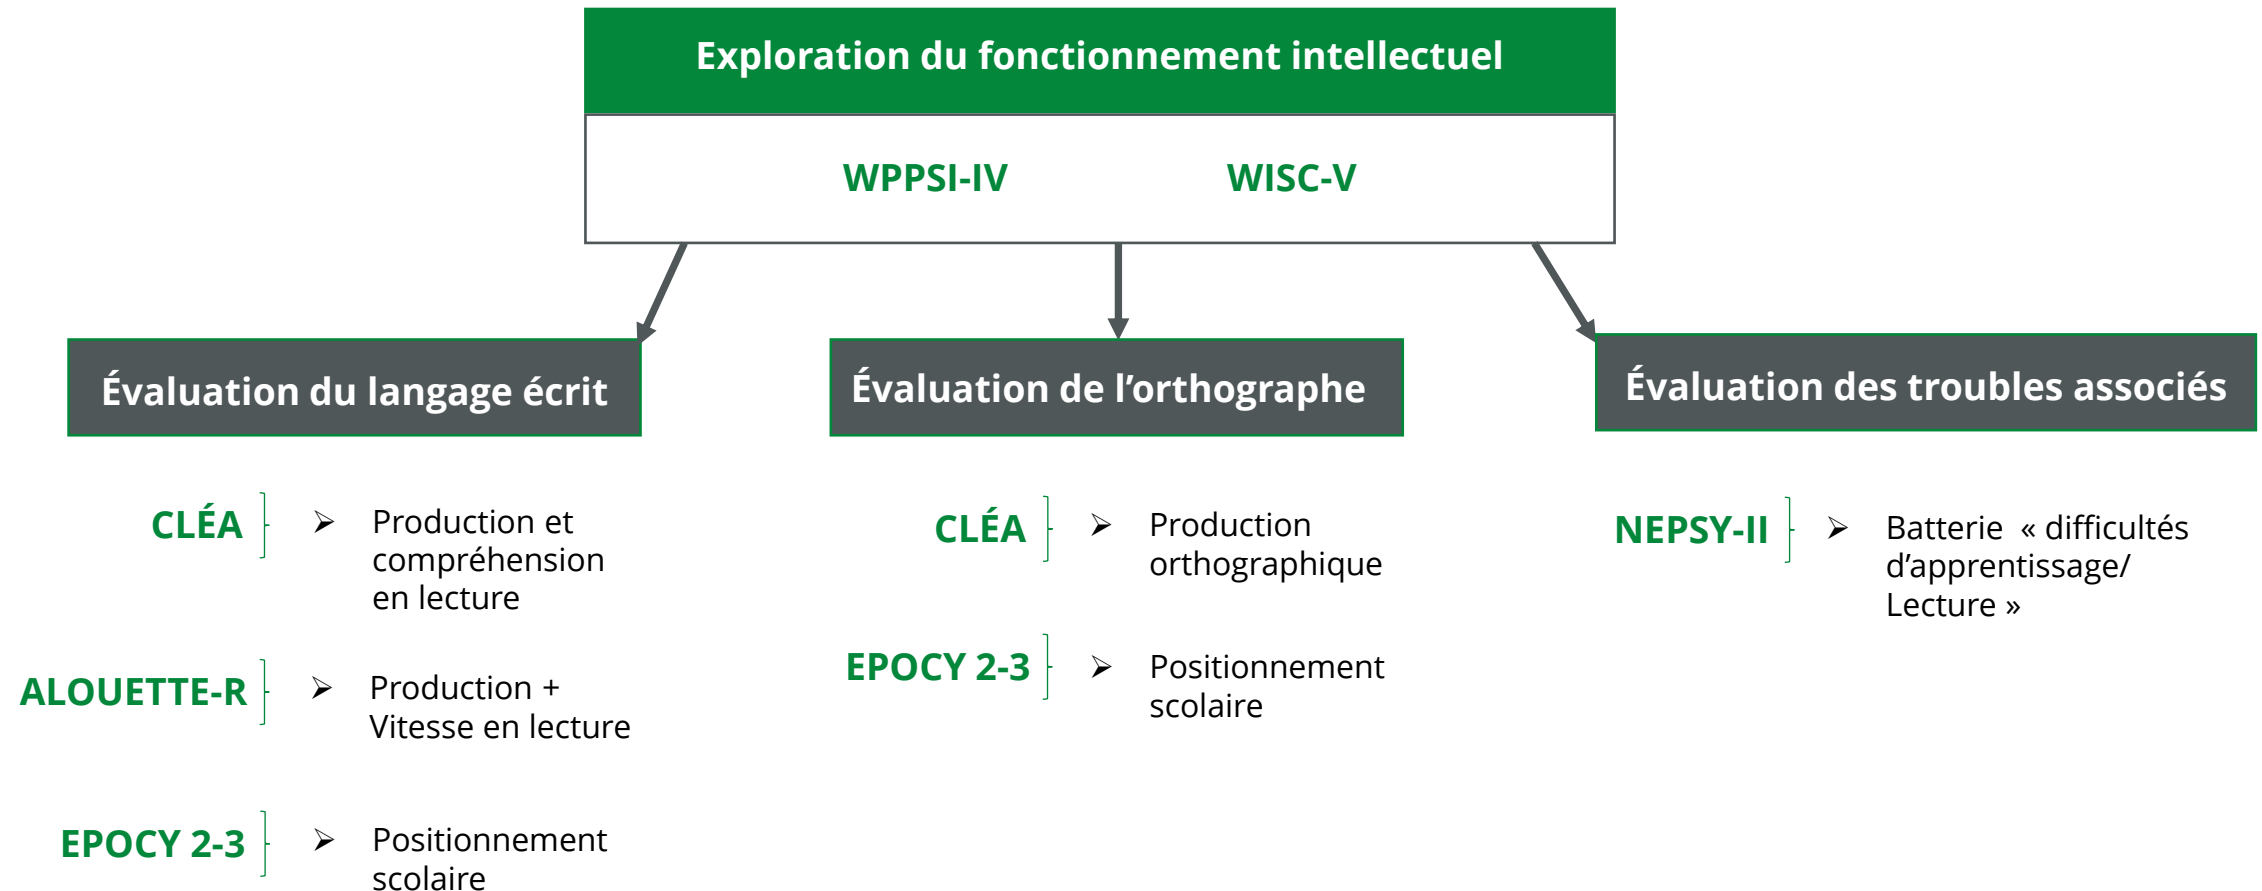 Exploration du fonctionnement intellectuel
WPPSI-IV
WISC-V
Évaluation du langage écrit
CLÉA
Production et
compréhension
en lecture
ALOUETTE-R
Production +
Vitesse en lecture
EPOCY 2-3
Positionnement
scolaire
Évaluation de l’orthographe
CLÉA
Production
orthographique
EPOCY 2-3
Positionnement
scolaire
Évaluation des troubles associés
NEPSY-II
Batterie « difficultés
d’apprentissage/
Lecture »